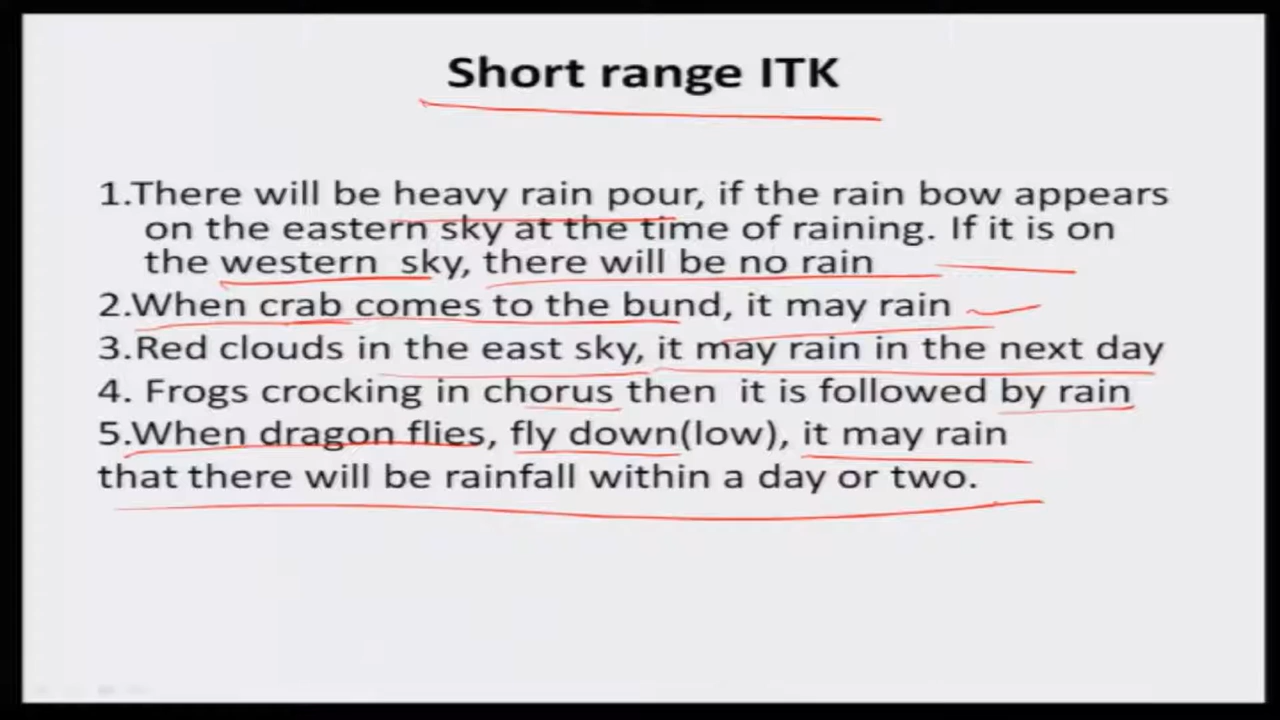 Short range ITK
1.There will be heavy rain pour, if the rain bow appears
on the eastern sky at the time of raining. If it is on
the western sky, there will be no rain
2.When crab comes to the bund, it may rain
3.Red clouds in the east sky, it may rain in the next day
4. Frogs crocking in chorus then it is followed by rain
5.When dragon flies, fly down(low), it may rain
that there will be rainfall within a day or two.